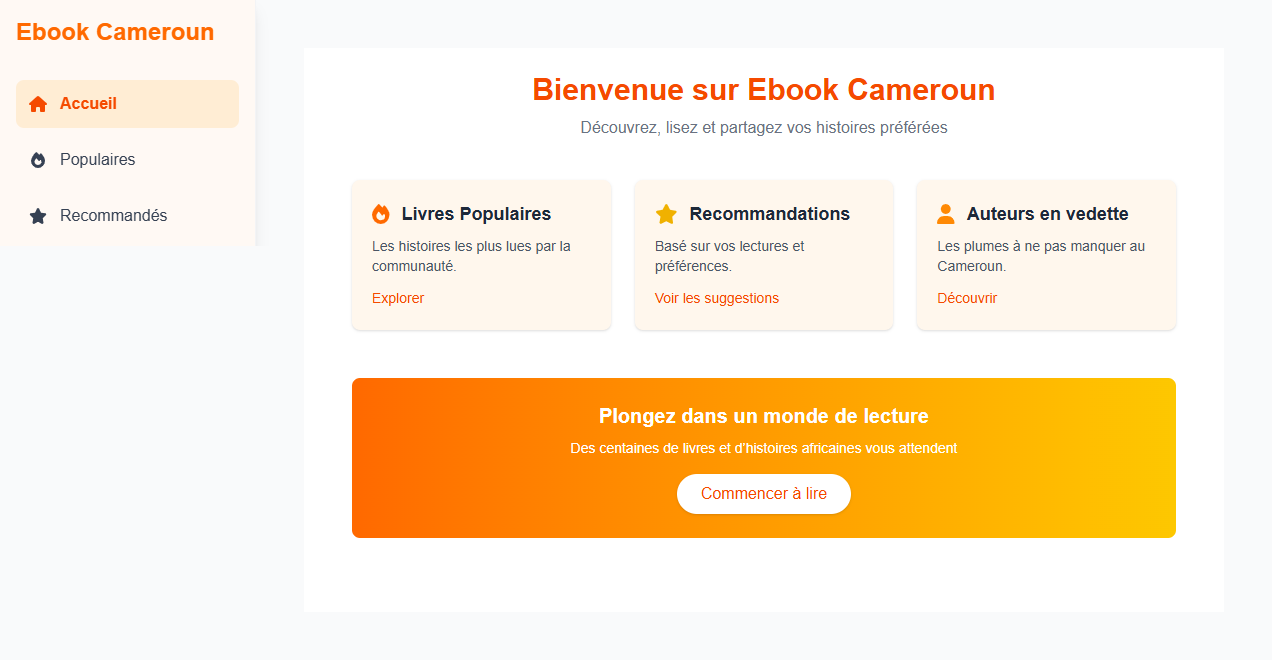 Ebook Cameroun
Accueil
Populaires
Recommandés
Bienvenue sur Ebook Cameroun
Découvrez, lisez et partagez vos histoires préférées
Livres Populaires
Les histoires les plus lues par la
communauté.
Explorer
Recommandations
Basé sur vos lectures et
préférences.
Voir les suggestions
Auteurs en vedette
Les plumes à ne pas manquer au
Cameroun.
Découvrir
Plongez dans un monde de lecture
Des centaines de livres et d'histoires africaines vous attendent
Commencer à lire